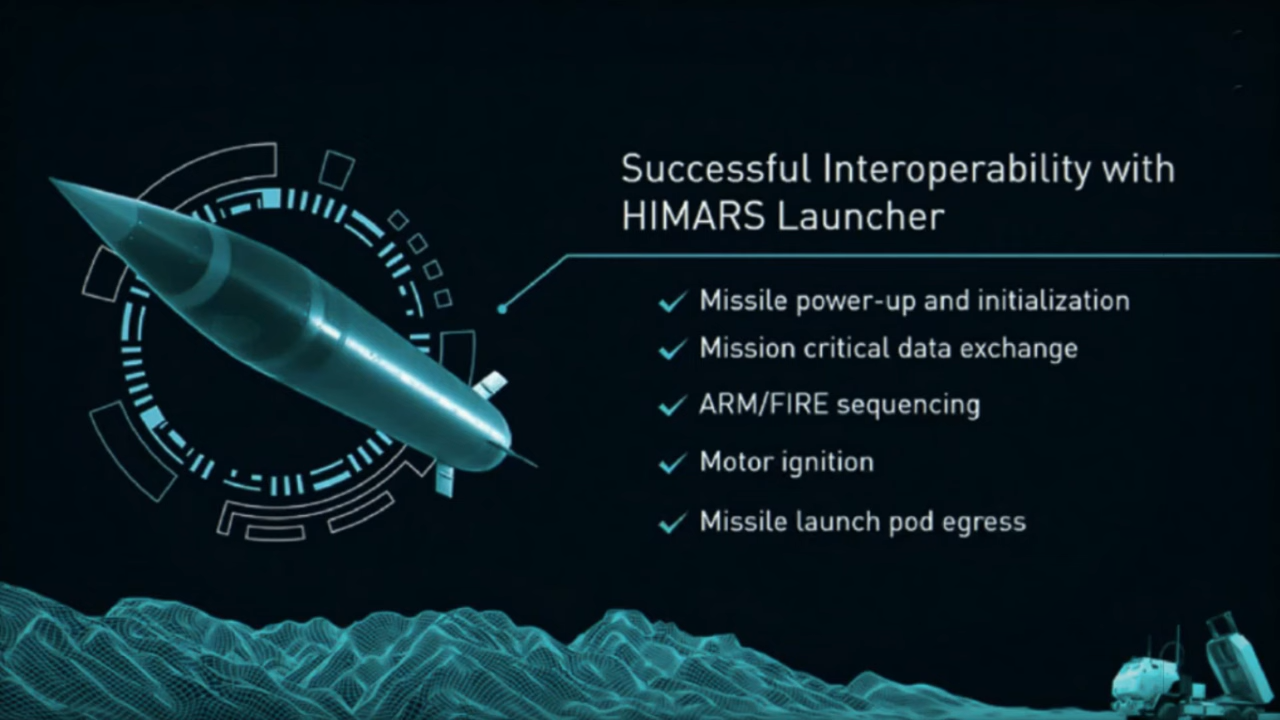 Successful Interoperability with
HIMARS Launcher
Missile power-up and initialization
Mission critical data exchange
ARM/FIRE sequencing
Motor ignition
Missile launch pod egress